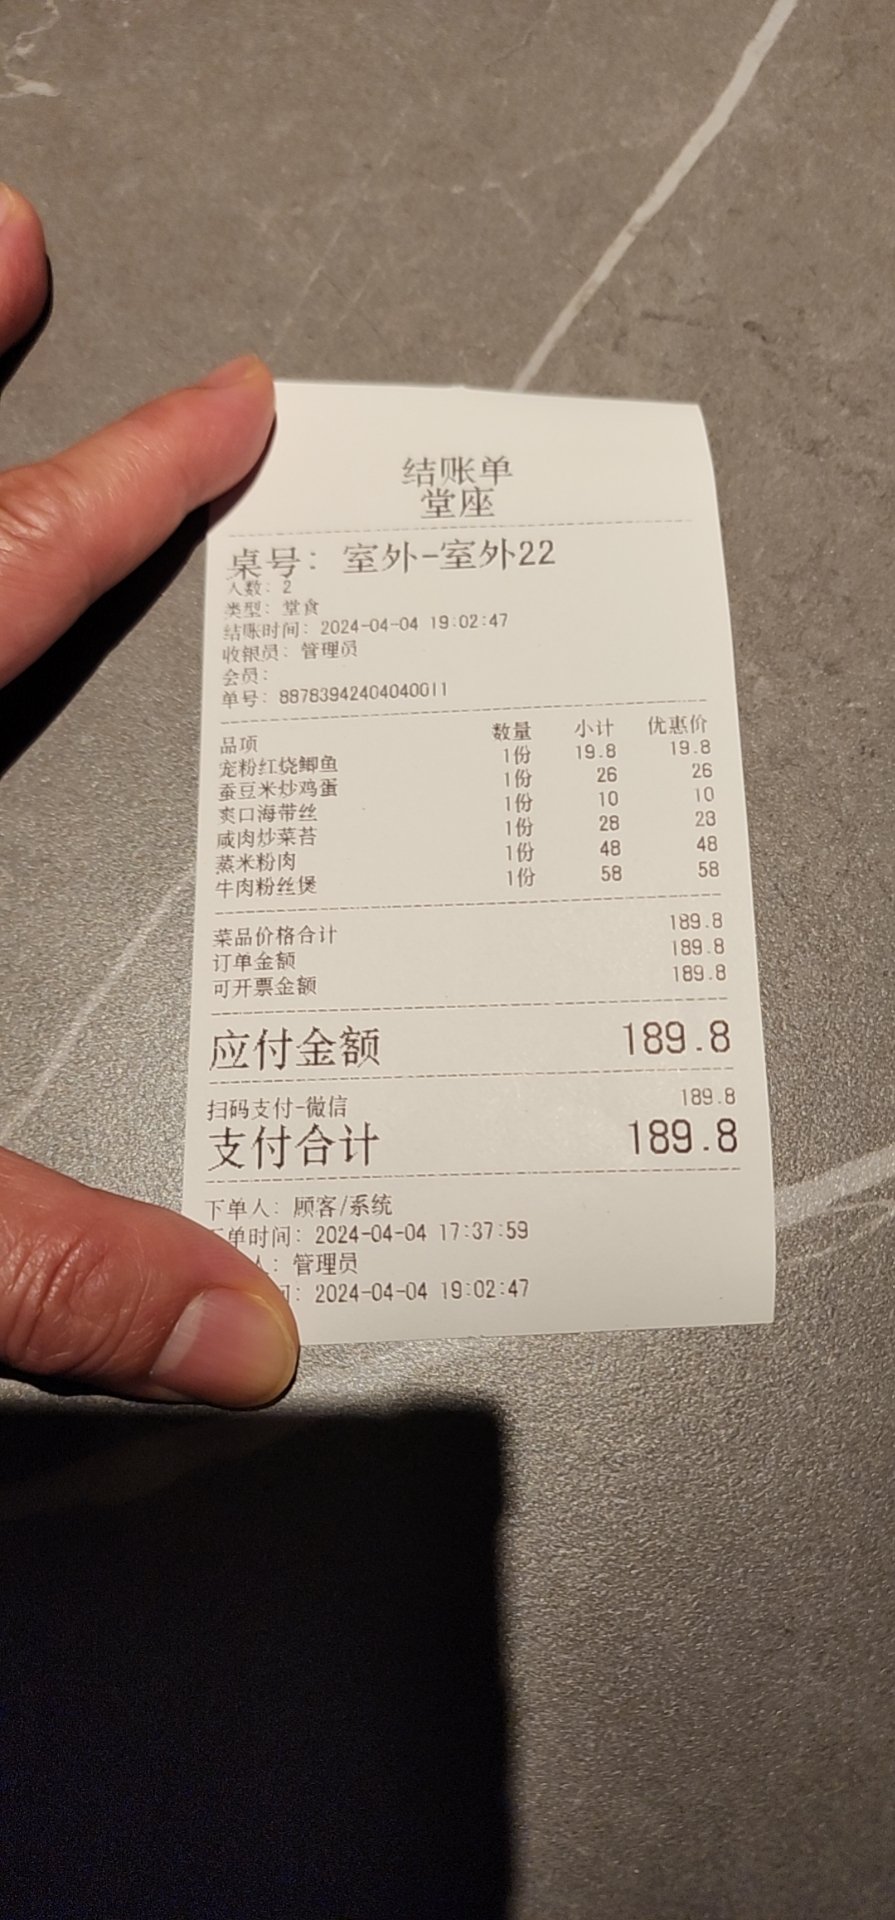 结账单
堂座
桌号：室外-室外22
人数：2
类型：堂食
结账时间：2024-04-04 19:02:47
收银员：管理员
会员：
单号：88783942404040011
品项 数量 小计 优惠价
宠粉红烧鲫鱼 1份 19.8 19.8
蚕豆米炒鸡蛋 1份 26 26
爽口海带丝 1份 10 10
咸肉炒菜苔 1份 28 28
蒸米粉肉 1份 48 48
牛肉粉丝煲 1份 58 58
菜品价格合计 189.8
订单金额 189.8
可开票金额 189.8
应付金额 189.8
扫码支付-微信 189.8
支付合计 189.8
下单人：顾客/系统
单时间：2024-04-04 17:37:59
人：管理员
2024-04-04 19:02:47